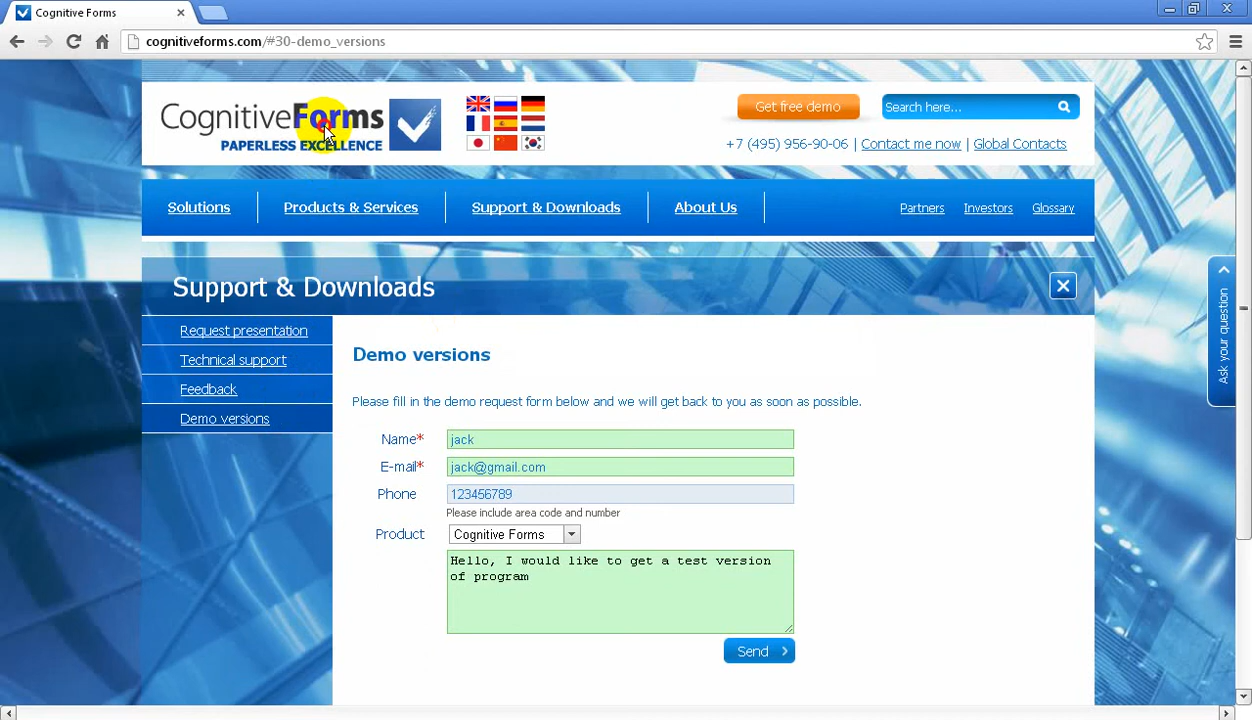 Cognitive Forms
cognitiveforms.com/#30-demo_versions
CognitiveForms
PAPERLESS EXCELLENCE
Get free demo
Search here...
+7 (495) 956-90-06 | Contact me now | Global Contacts
Solutions
Products & Services
Support & Downloads
About Us
Partners
Investors
Glossary
Support & Downloads
Ask your question
Request presentation
Technical support
Feedback
Demo versions
Demo versions
Please fill in the demo request form below and we will get back to you as soon as possible.
Name* jack
E-mail* jack@gmail.com
Phone 123456789
Please include area code and number
Product Cognitive Forms
Hello, I would like to get a test version
of program
Send